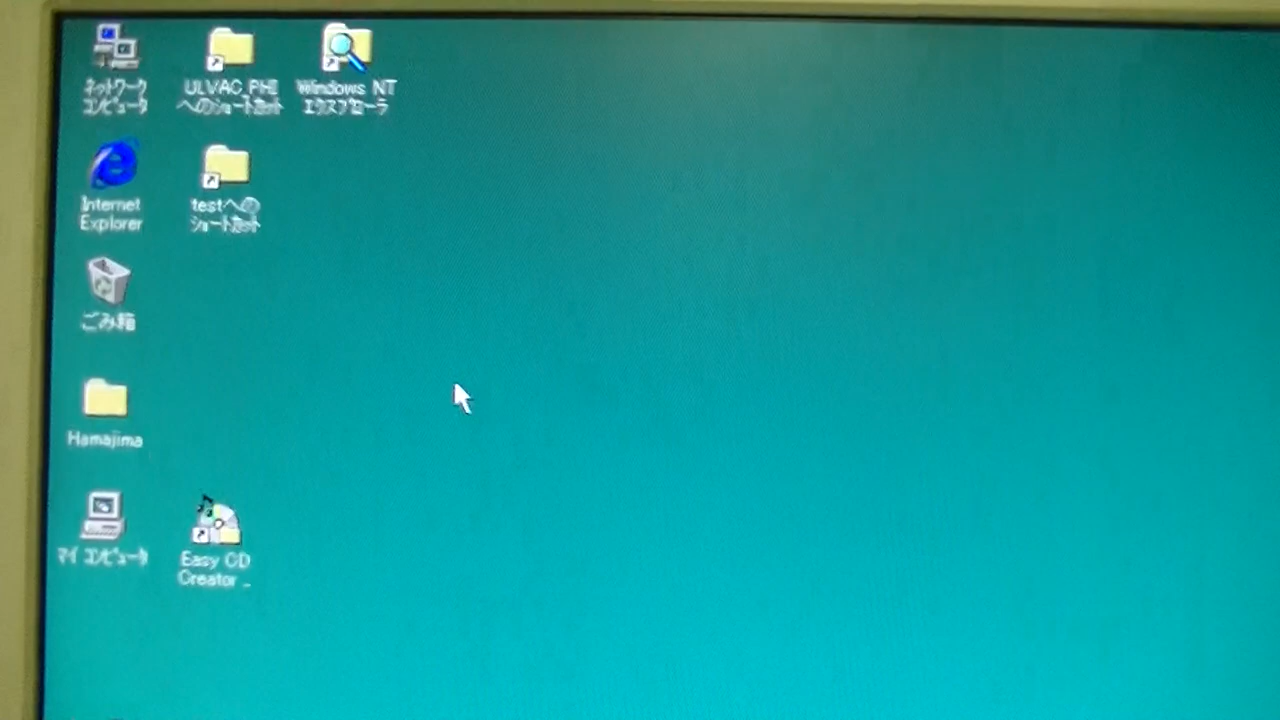 ネットワーク
コンピュータ
ULVAC_PHI
へのショートカット
Windows NT
エクスプローラ
Internet
Explorer
testへの
ショートカット
ごみ箱
Hamajima
マイ コンピュータ
Easy CD
Creator ...